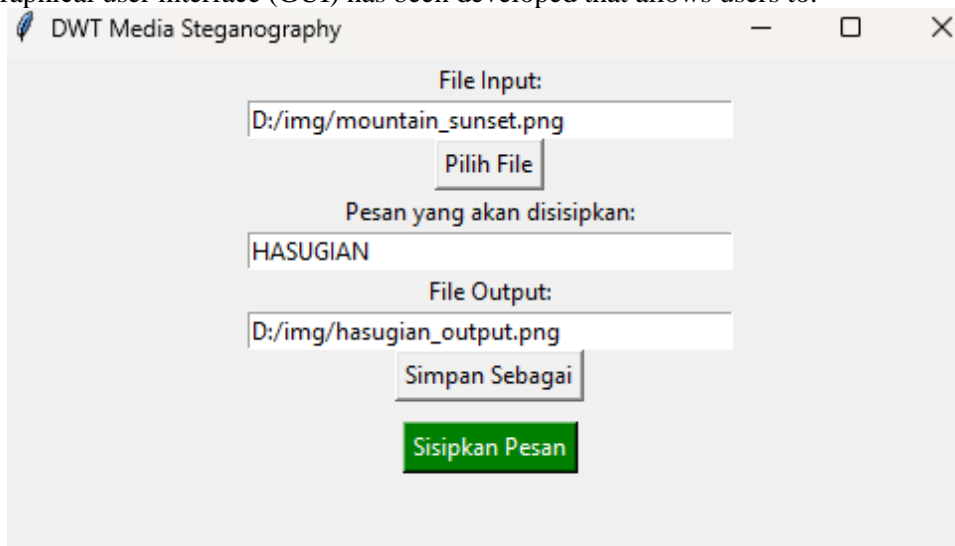 raphical user interface (GUI) has been developed that allows users to:
DWT Media Steganography
File Input:
D:/img/mountain_sunset.png
Pilih File
Pesan yang akan disisipkan:
HASUGIAN
File Output:
D:/img/hasugian_output.png
Simpan Sebagai
Sisipkan Pesan